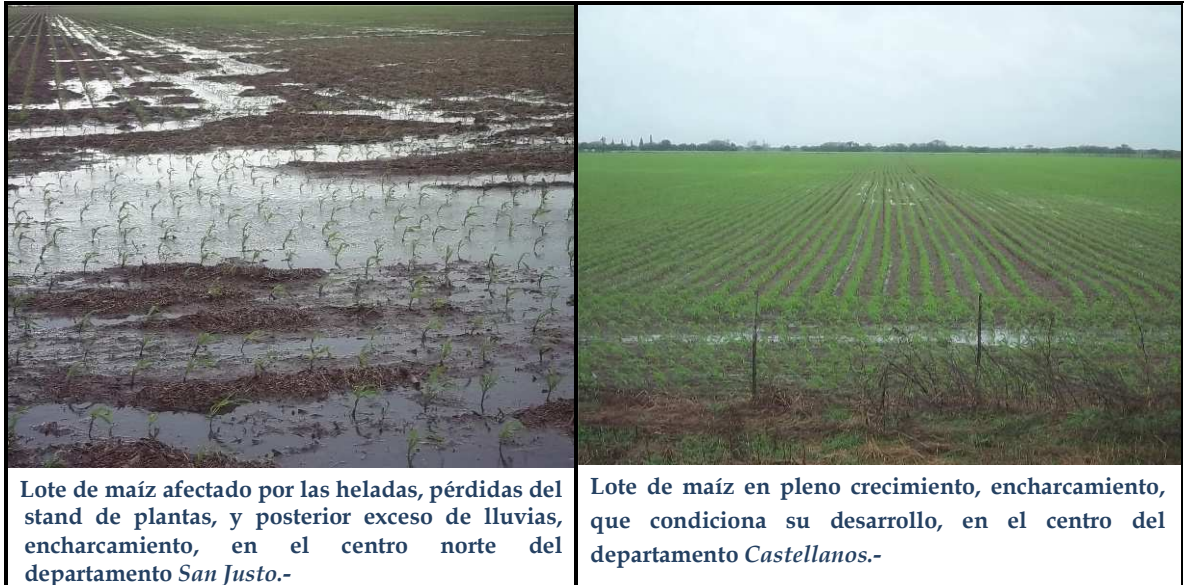 Lote de maíz afectado por las heladas, pérdidas del
stand de plantas, y posterior exceso de lluvias,
encharcamiento, en el centro norte del
departamento San Justo.-
Lote de maíz en pleno crecimiento, encharcamiento,
que condiciona su desarrollo, en el centro del
departamento Castellanos.-